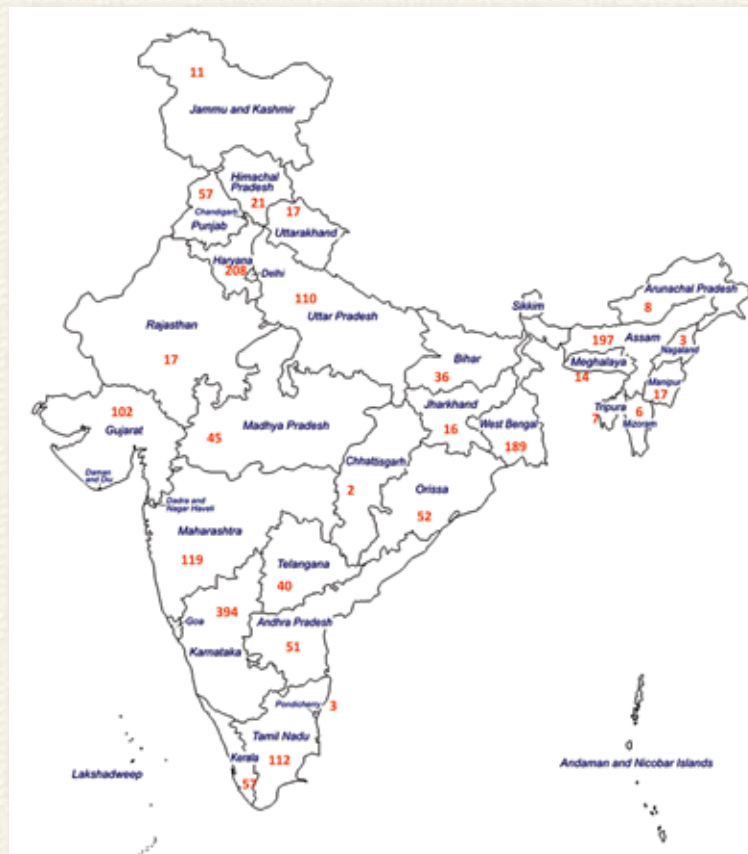 11
Jammu and Kashmir
Himachal
Pradesh
57
21
17
Chandigarh
Punjab
Uttarakhand
Haryana
208
Delhi
110
Uttar Pradesh
Arunachal Pradesh
8
Sikkim
Rajasthan
17
197
Assam
3
Nagaland
Bihar
36
Meghalaya
14
Manipur
17
102
Gujarat
45
Madhya Pradesh
Jharkhand
16
West Bengal
189
Tripura
7
6
Mizoram
Chhattisgarh
2
Daman
and Diu
Orissa
52
Dadra and
Nagar Haveli
Maharashtra
119
Telangana
40
394
Goa
Karnataka
Andhra Pradesh
51
Pondicherry
3
Tamil Nadu
112
Kerala
57
Lakshadweep
Andaman and Nicobar Islands